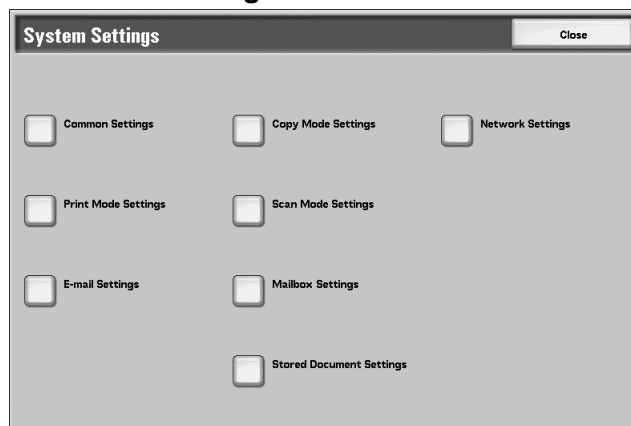 System Settings
Close
Common Settings
Copy Mode Settings
Network Settings
Print Mode Settings
Scan Mode Settings
E-mail Settings
Mailbox Settings
Stored Document Settings